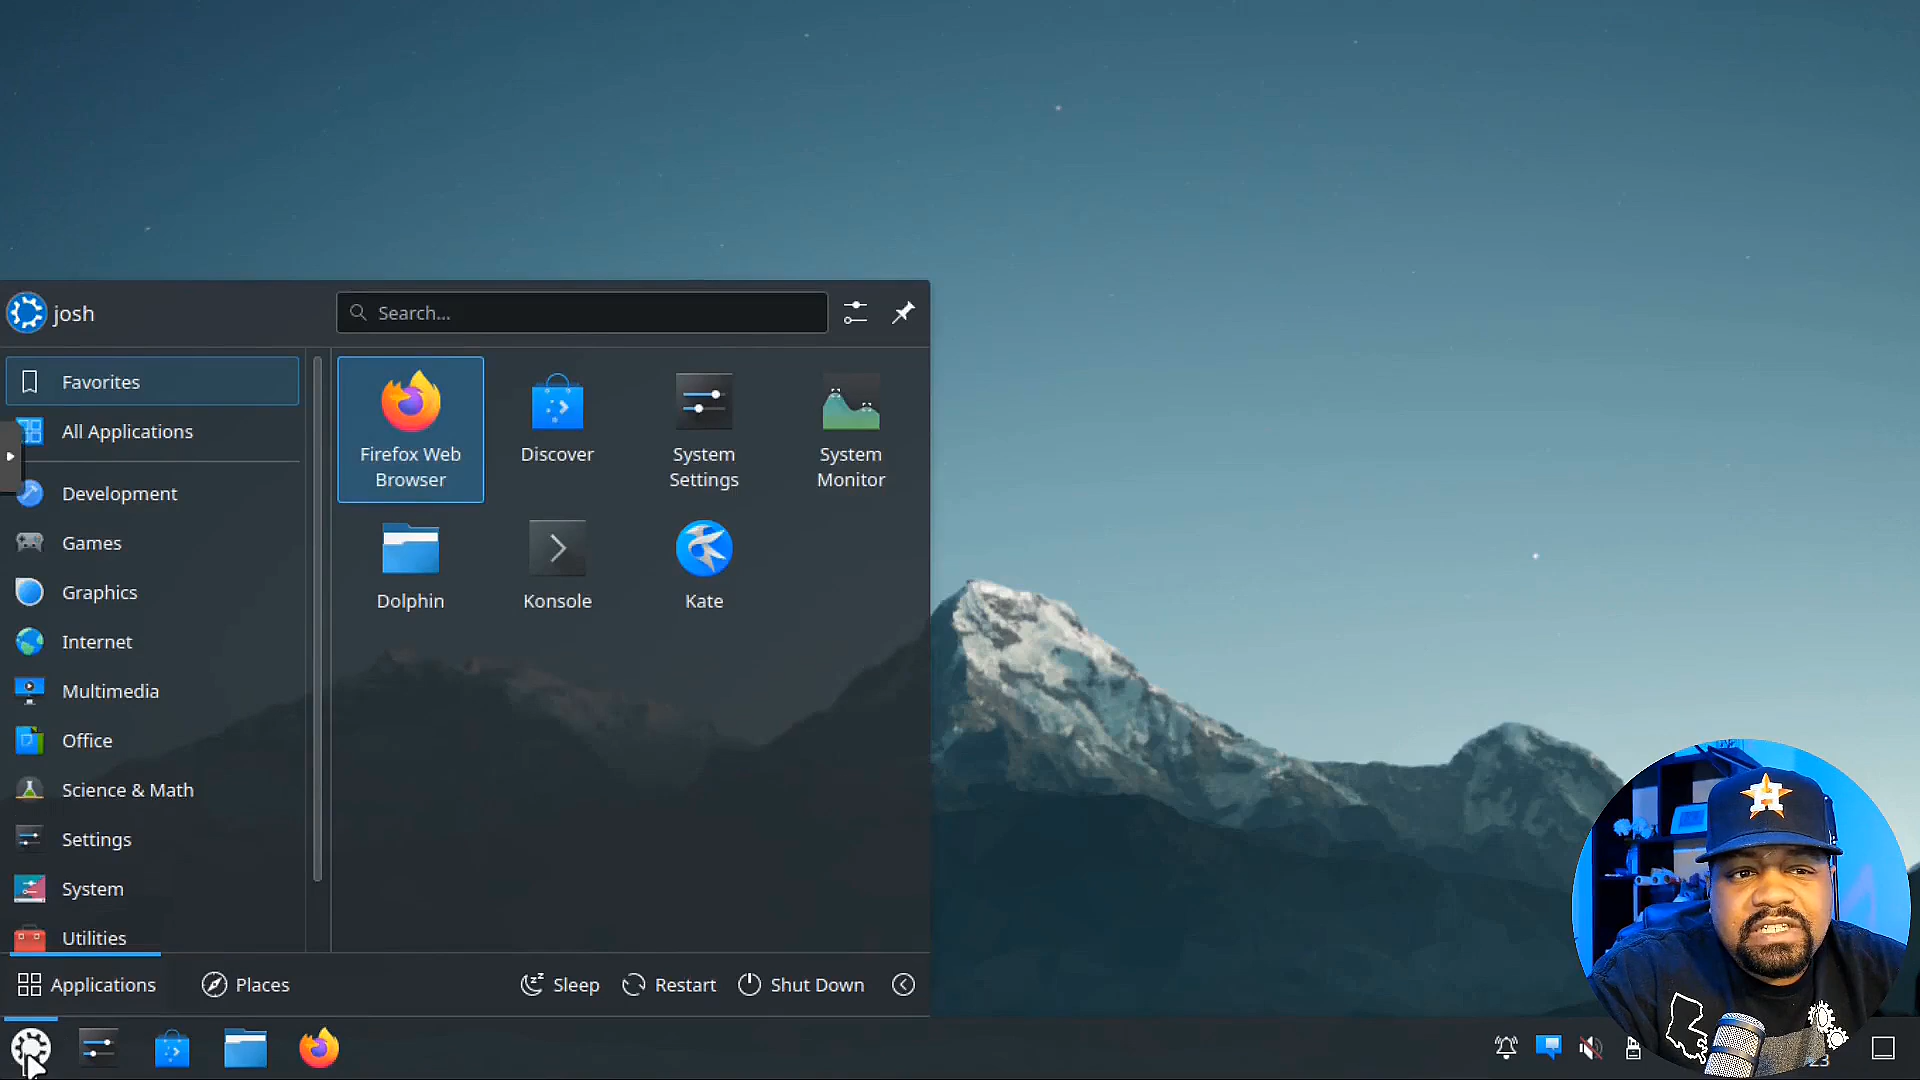 josh
Search...
Favorites
All Applications
Development
Games
Graphics
Internet
Multimedia
Office
Science & Math
Settings
System
Utilities
Firefox Web
Browser
Discover
System
Settings
System
Monitor
Dolphin
Konsole
Kate
Applications
Places
Sleep
Restart
Shut Down
H